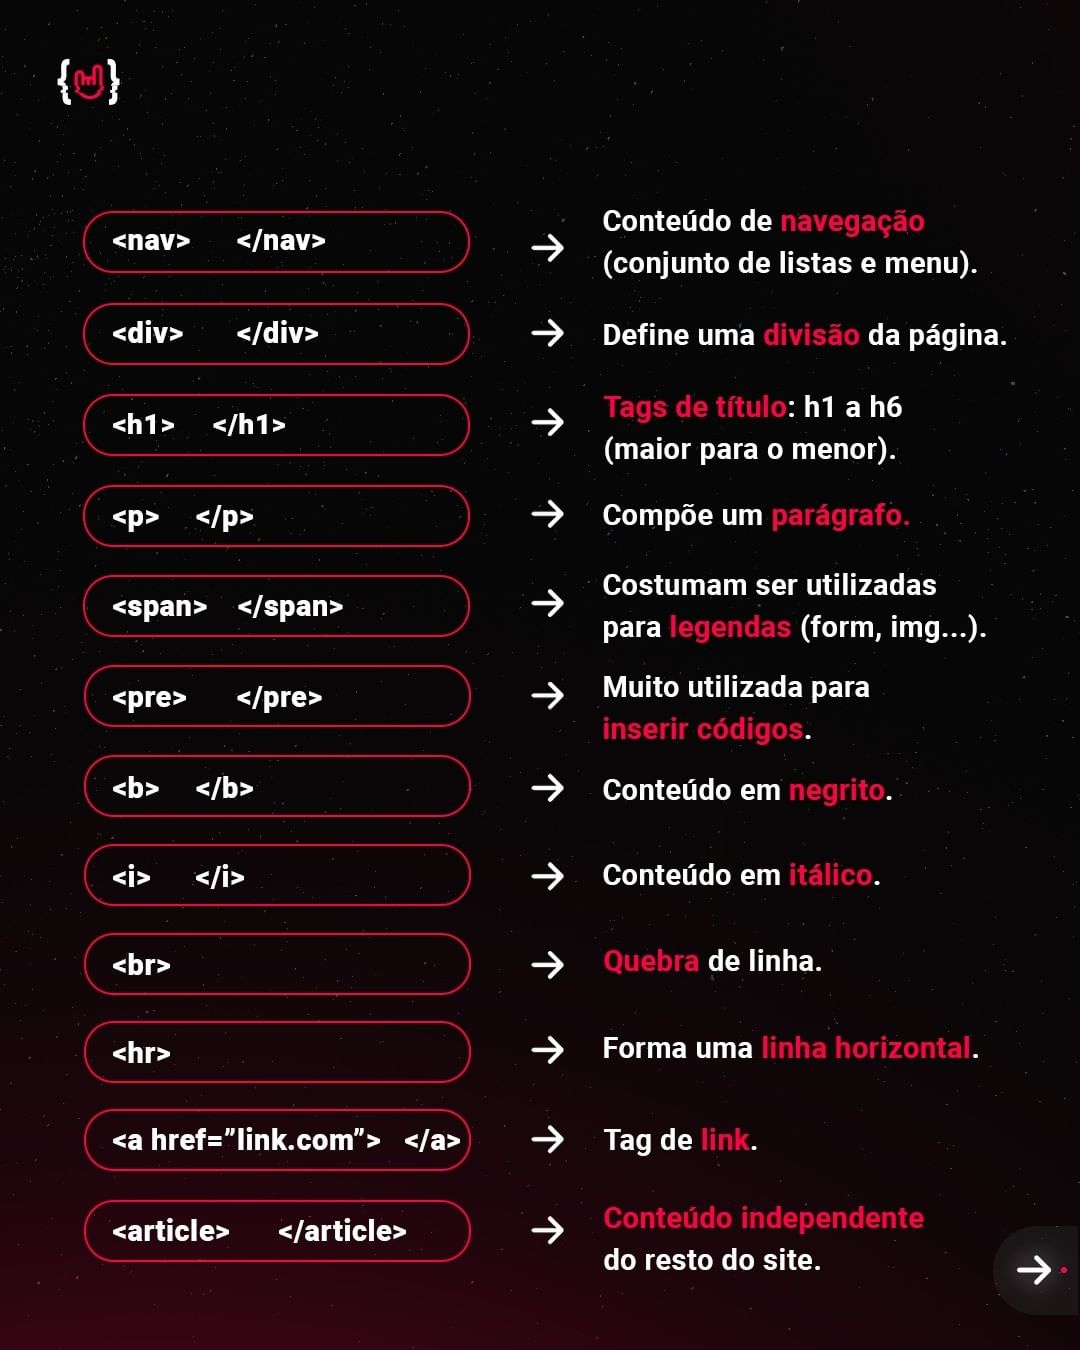 <nav> </nav>
Conteúdo de navegação
(conjunto de listas e menu).
<div> </div>
Define uma divisão da página.
<h1> </h1>
Tags de título: h1 a h6
(maior para o menor).
<p> </p>
Compõe um parágrafo.
<span> </span>
Costumam ser utilizadas
para legendas (form, img...).
<pre> </pre>
Muito utilizada para
inserir códigos.
<b> </b>
Conteúdo em negrito.
<i> </i>
Conteúdo em itálico.
<br>
Quebra de linha.
<hr>
Forma uma linha horizontal.
<a href=”link.com”> </a>
Tag de link.
<article> </article>
Conteúdo independente
do resto do site.